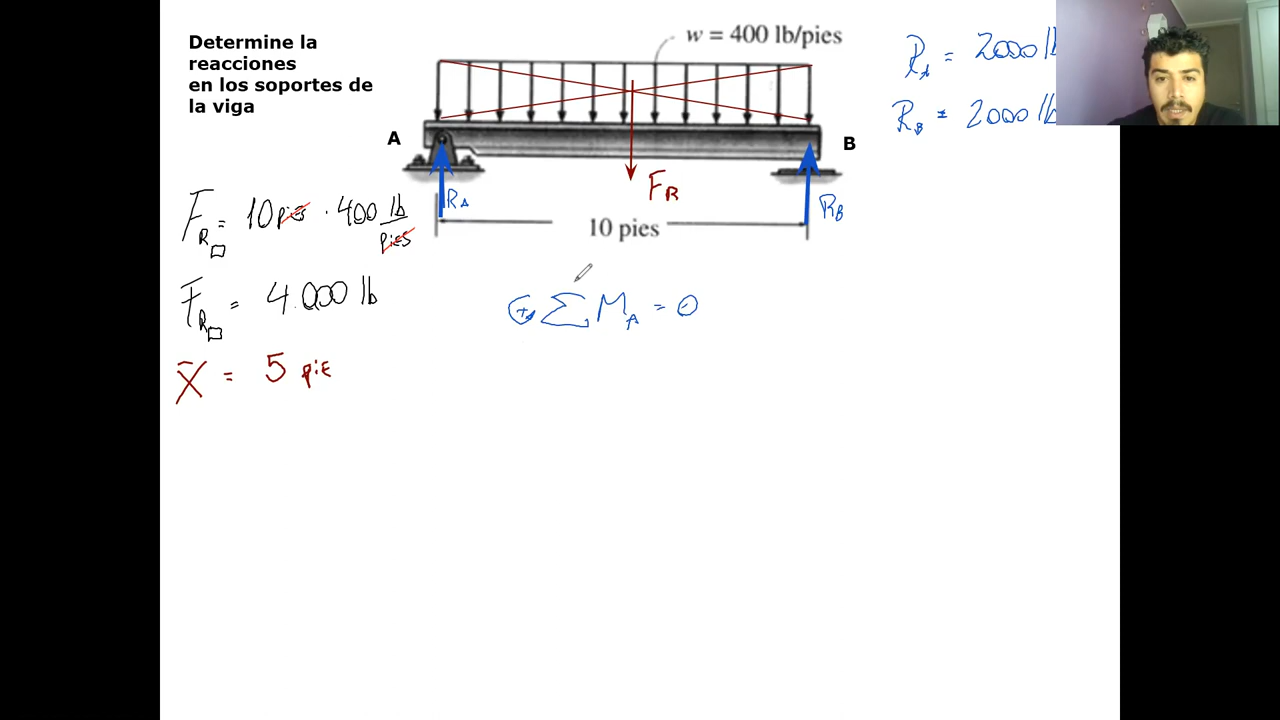 Determine la
reacciones
en los soportes de
la viga
w = 400 lb/pies
A
B
R_A
F_R
R_B
10 pies
R_A = 2000 lb
R_B = 2000 lb
F_R□ = 10 pies · 400 lb/pies
F_R□ = 4.000 lb
X̄ = 5 pie
+ ΣM_A = 0